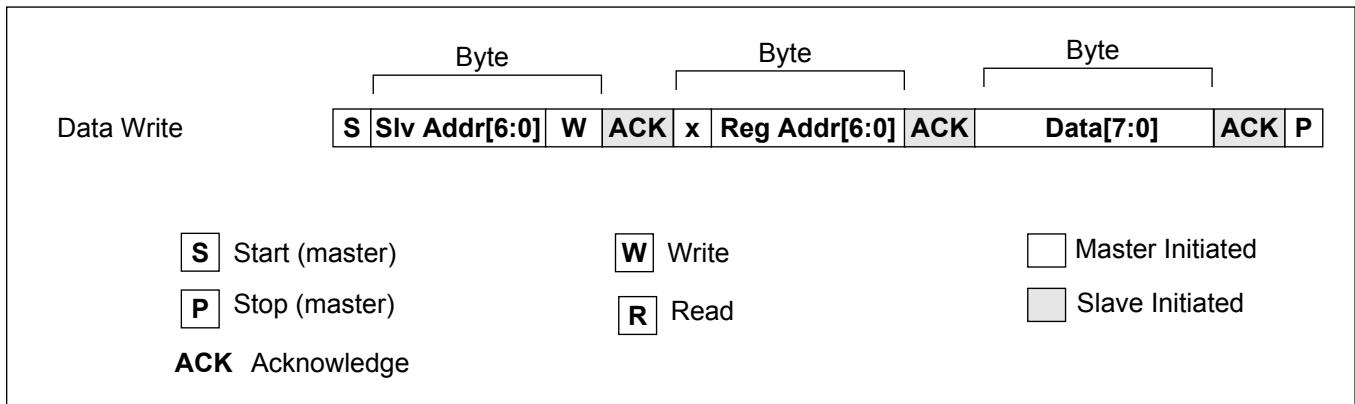 Byte Byte Byte
Data Write S Slv Addr[6:0] W ACK x Reg Addr[6:0] ACK Data[7:0] ACK P
S Start (master) W Write Master Initiated
P Stop (master) R Read Slave Initiated
ACK Acknowledge